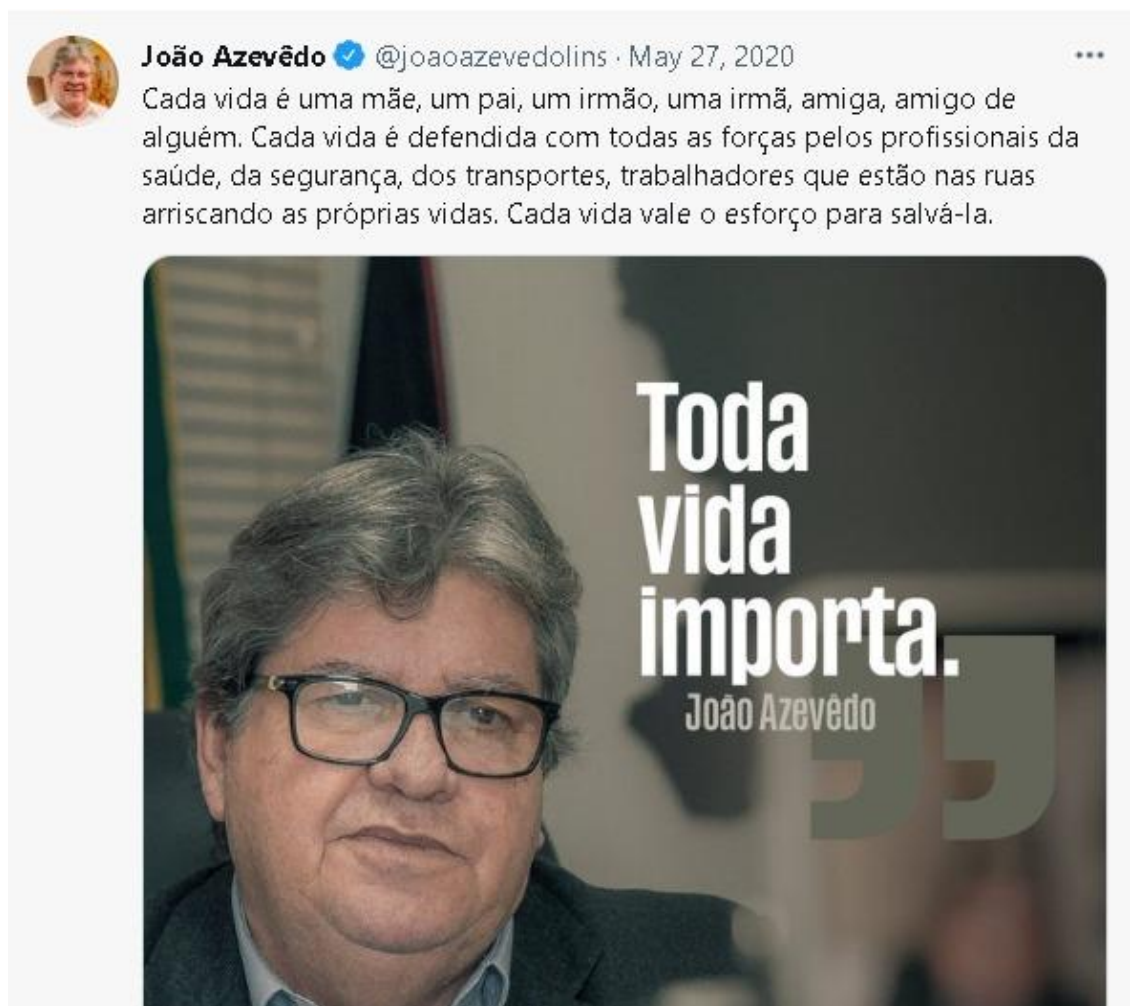 João Azevêdo @joaoazevedolins · May 27, 2020
Cada vida é uma mãe, um pai, um irmão, uma irmã, amiga, amigo de
alguém. Cada vida é defendida com todas as forças pelos profissionais da
saúde, da segurança, dos transportes, trabalhadores que estão nas ruas
arriscando as próprias vidas. Cada vida vale o esforço para salvá-la.
Toda
vida
importa.
João Azevêdo